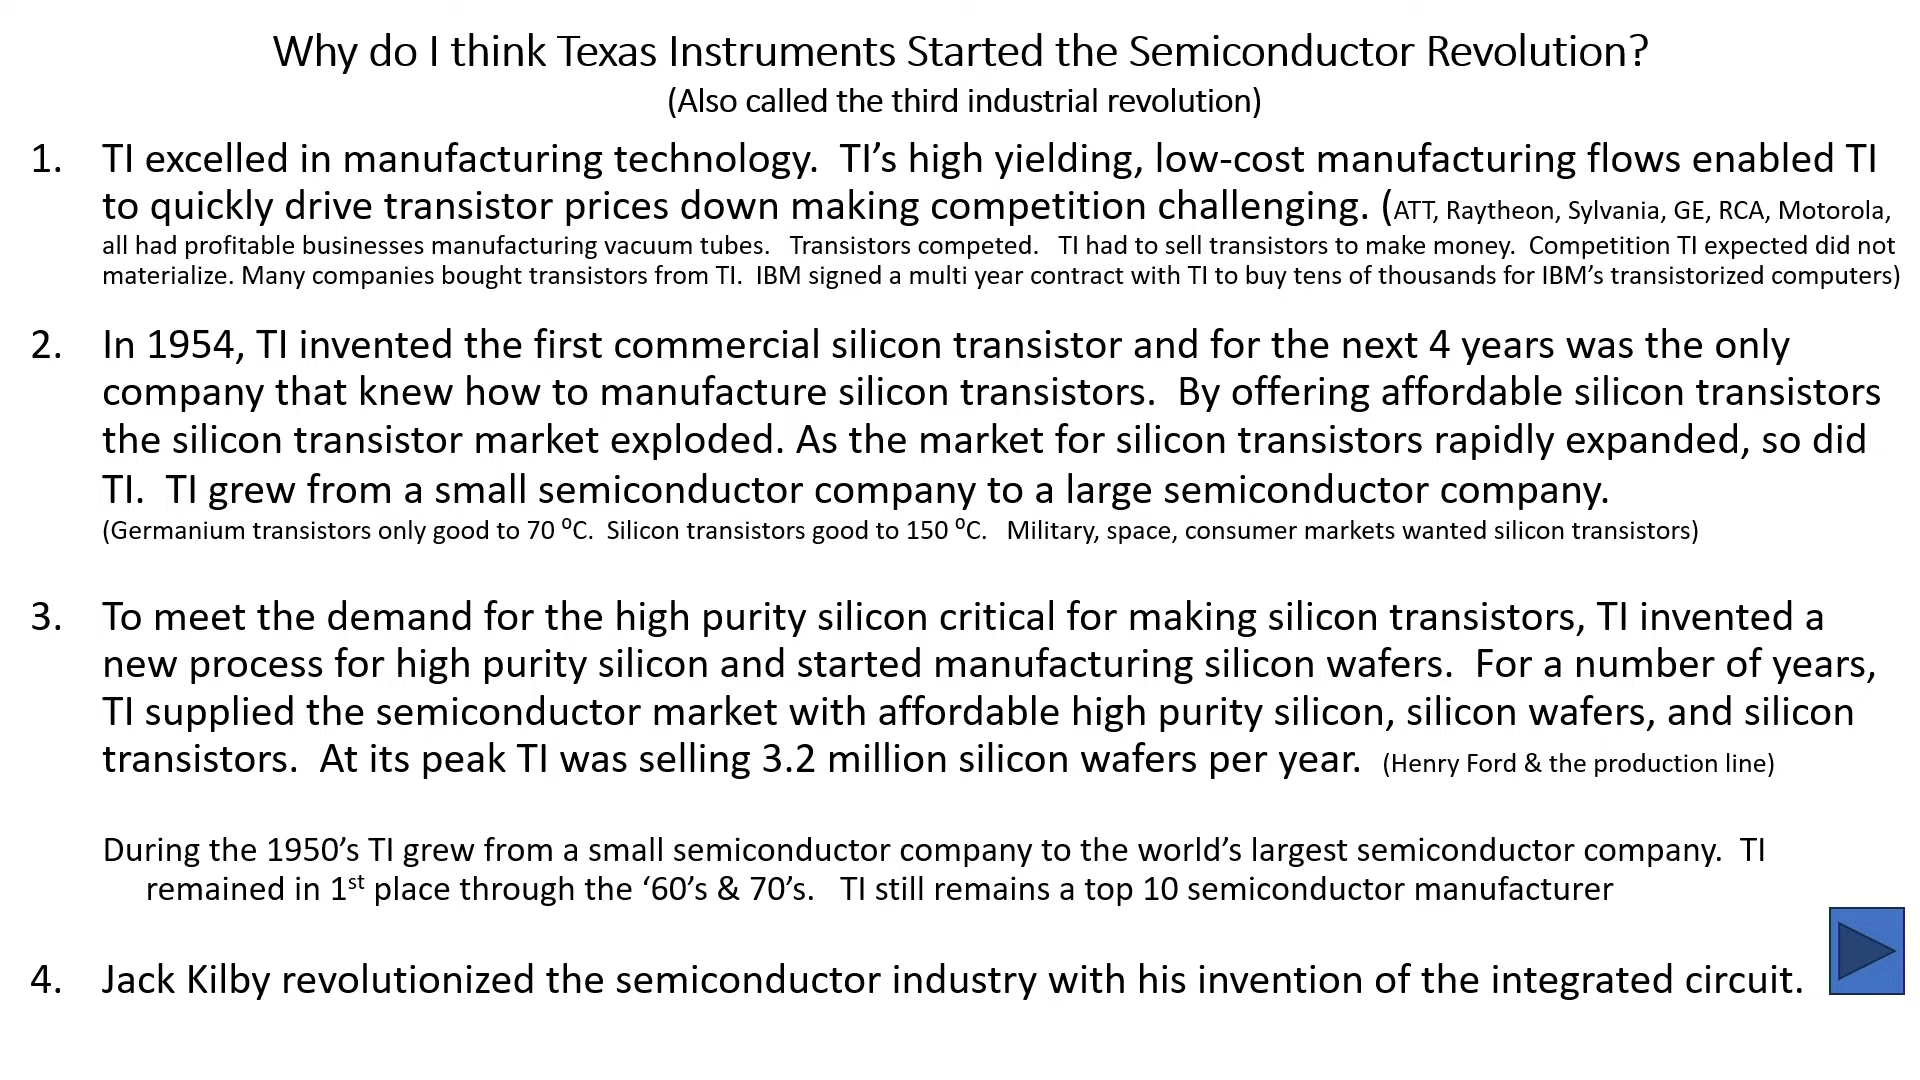 Why do I think Texas Instruments Started the Semiconductor Revolution?
(Also called the third industrial revolution)
1. TI excelled in manufacturing technology.  TI’s high yielding, low-cost manufacturing flows enabled TI
to quickly drive transistor prices down making competition challenging. (ATT, Raytheon, Sylvania, GE, RCA, Motorola,
all had profitable businesses manufacturing vacuum tubes.   Transistors competed.   TI had to sell transistors to make money.  Competition TI expected did not
materialize. Many companies bought transistors from TI.  IBM signed a multi year contract with TI to buy tens of thousands for IBM’s transistorized computers)
2. In 1954, TI invented the first commercial silicon transistor and for the next 4 years was the only
company that knew how to manufacture silicon transistors.  By offering affordable silicon transistors
the silicon transistor market exploded. As the market for silicon transistors rapidly expanded, so did
TI.  TI grew from a small semiconductor company to a large semiconductor company.
(Germanium transistors only good to 70 ⁰C.  Silicon transistors good to 150 ⁰C.   Military, space, consumer markets wanted silicon transistors)
3. To meet the demand for the high purity silicon critical for making silicon transistors, TI invented a
new process for high purity silicon and started manufacturing silicon wafers.  For a number of years,
TI supplied the semiconductor market with affordable high purity silicon, silicon wafers, and silicon
transistors.  At its peak TI was selling 3.2 million silicon wafers per year.  (Henry Ford & the production line)
During the 1950’s TI grew from a small semiconductor company to the world’s largest semiconductor company.  TI
remained in 1st place through the ‘60’s & 70’s.   TI still remains a top 10 semiconductor manufacturer
4. Jack Kilby revolutionized the semiconductor industry with his invention of the integrated circuit.